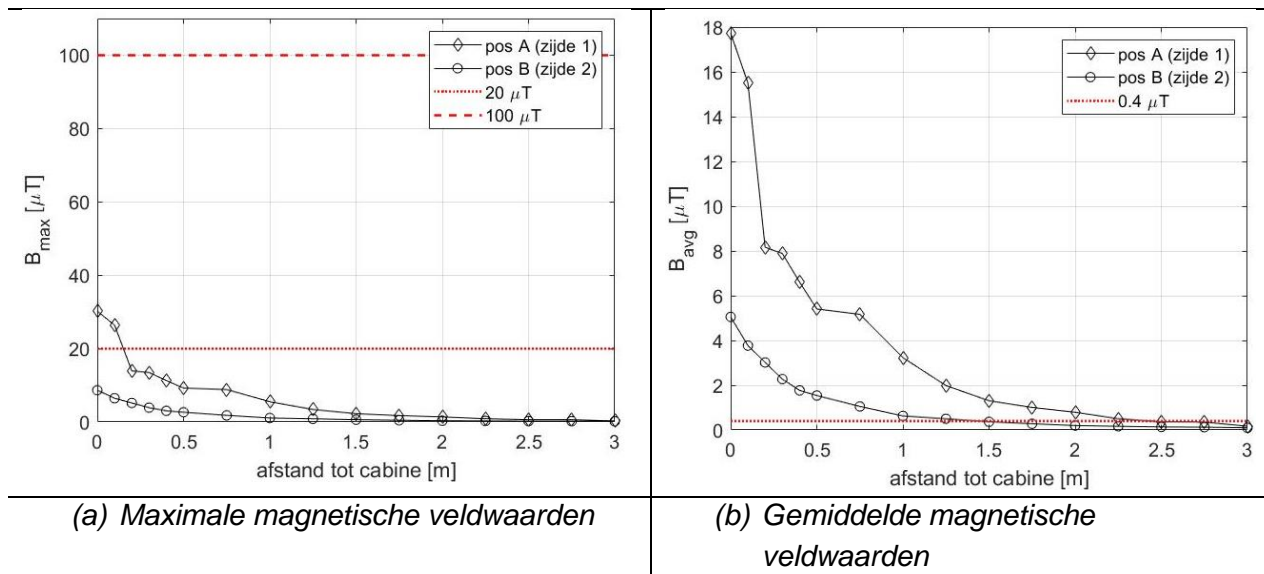 pos A (zijde 1)
pos B (zijde 2)
20 μT
100 μT
B_max [μT]
100
80
60
40
20
0
0 0.5 1 1.5 2 2.5 3
afstand tot cabine [m]
(a) Maximale magnetische veldwaarden
pos A (zijde 1)
pos B (zijde 2)
0.4 μT
B_avg [μT]
18
16
14
12
10
8
6
4
2
0
0 0.5 1 1.5 2 2.5 3
afstand tot cabine [m]
(b) Gemiddelde magnetische
veldwaarden